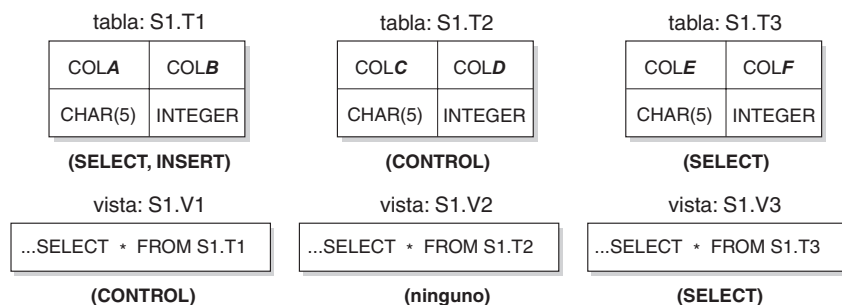 tabla: S1.T1 tabla: S1.T2 tabla: S1.T3
COLA COLB COLC COLD COLE COLF
CHAR(5) INTEGER CHAR(5) INTEGER CHAR(5) INTEGER
(SELECT, INSERT) (CONTROL) (SELECT)
vista: S1.V1 vista: S1.V2 vista: S1.V3
...SELECT * FROM S1.T1 ...SELECT * FROM S1.T2 ...SELECT * FROM S1.T3
(CONTROL) (ninguno) (SELECT)